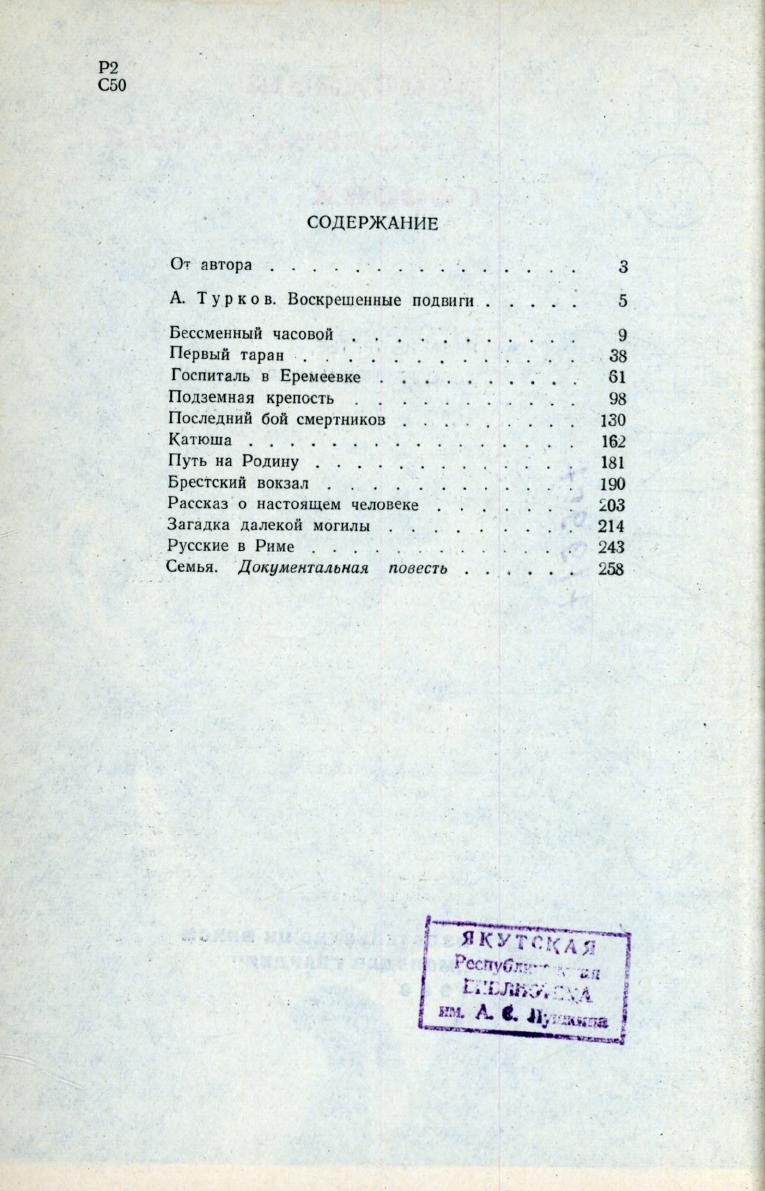 Р2
С50
СОДЕРЖАНИЕ
От автора . . . . . . . . . . . . . . . 3
А. Турков. Воскрешенные подвиги . . . . . 5
Бессменный часовой . . . . . . . . . . 9
Первый таран . . . . . . . . . . . . 38
Госпиталь в Еремеевке . . . . . . . . . 61
Подземная крепость . . . . . . . . . . 98
Последний бой смертников . . . . . . . . 130
Катюша . . . . . . . . . . . . . . 162
Путь на Родину . . . . . . . . . . . 181
Брестский вокзал . . . . . . . . . . . 190
Рассказ о настоящем человеке . . . . . . 203
Загадка далекой могилы . . . . . . . . 214
Русские в Риме . . . . . . . . . . . 243
Семья. Документальная повесть . . . . . . 258
ЯКУТСКАЯ
Республиканская
БИБЛИОТЕКА
им. А. С. Пушкина